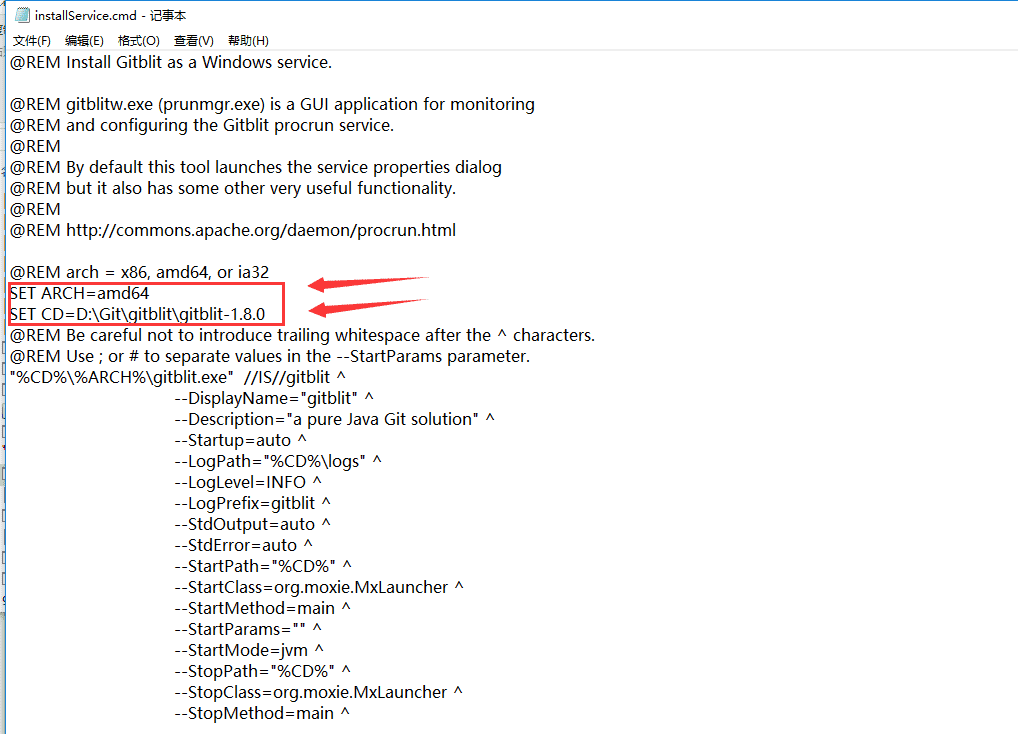 installService.cmd - 记事本
文件(F) 编辑(E) 格式(O) 查看(V) 帮助(H)
@REM Install Gitblit as a Windows service.
@REM gitblitw.exe (prunmgr.exe) is a GUI application for monitoring
@REM and configuring the Gitblit procrun service.
@REM
@REM By default this tool launches the service properties dialog
@REM but it also has some other very useful functionality.
@REM
@REM http://commons.apache.org/daemon/procrun.html
@REM arch = x86, amd64, or ia32
SET ARCH=amd64
SET CD=D:\Git\gitblit\gitblit-1.8.0
@REM Be careful not to introduce trailing whitespace after the ^ characters.
@REM Use ; or # to separate values in the --StartParams parameter.
"%CD%\%ARCH%\gitblit.exe"  //IS//gitblit ^
--DisplayName="gitblit" ^
--Description="a pure Java Git solution" ^
--Startup=auto ^
--LogPath="%CD%\logs" ^
--LogLevel=INFO ^
--LogPrefix=gitblit ^
--StdOutput=auto ^
--StdError=auto ^
--StartPath="%CD%" ^
--StartClass=org.moxie.MxLauncher ^
--StartMethod=main ^
--StartParams="" ^
--StartMode=jvm ^
--StopPath="%CD%" ^
--StopClass=org.moxie.MxLauncher ^
--StopMethod=main ^